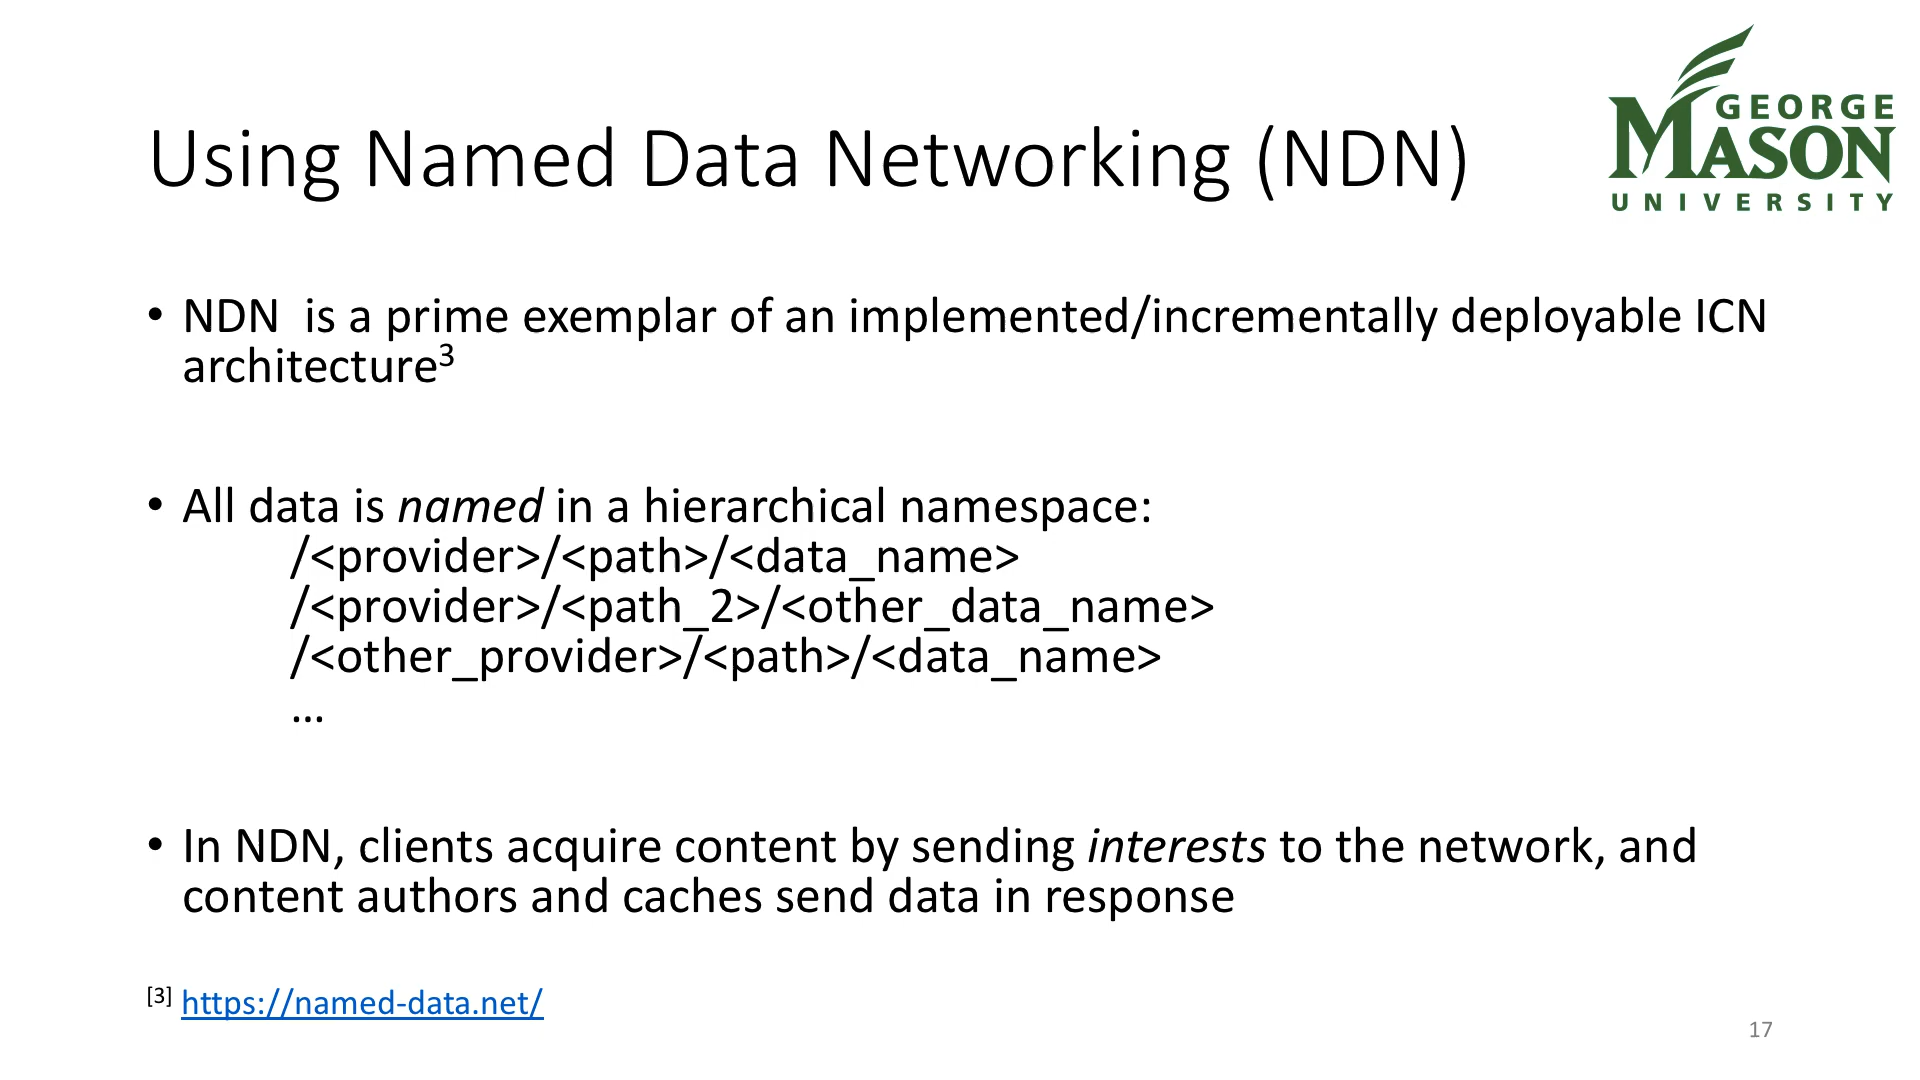 GEORGE
MASON
UNIVERSITY
Using Named Data Networking (NDN)
• NDN  is a prime exemplar of an implemented/incrementally deployable ICN
architecture3
• All data is named in a hierarchical namespace:
/<provider>/<path>/<data_name>
/<provider>/<path_2>/<other_data_name>
/<other_provider>/<path>/<data_name>
…
• In NDN, clients acquire content by sending interests to the network, and
content authors and caches send data in response
[3] https://named-data.net/
17